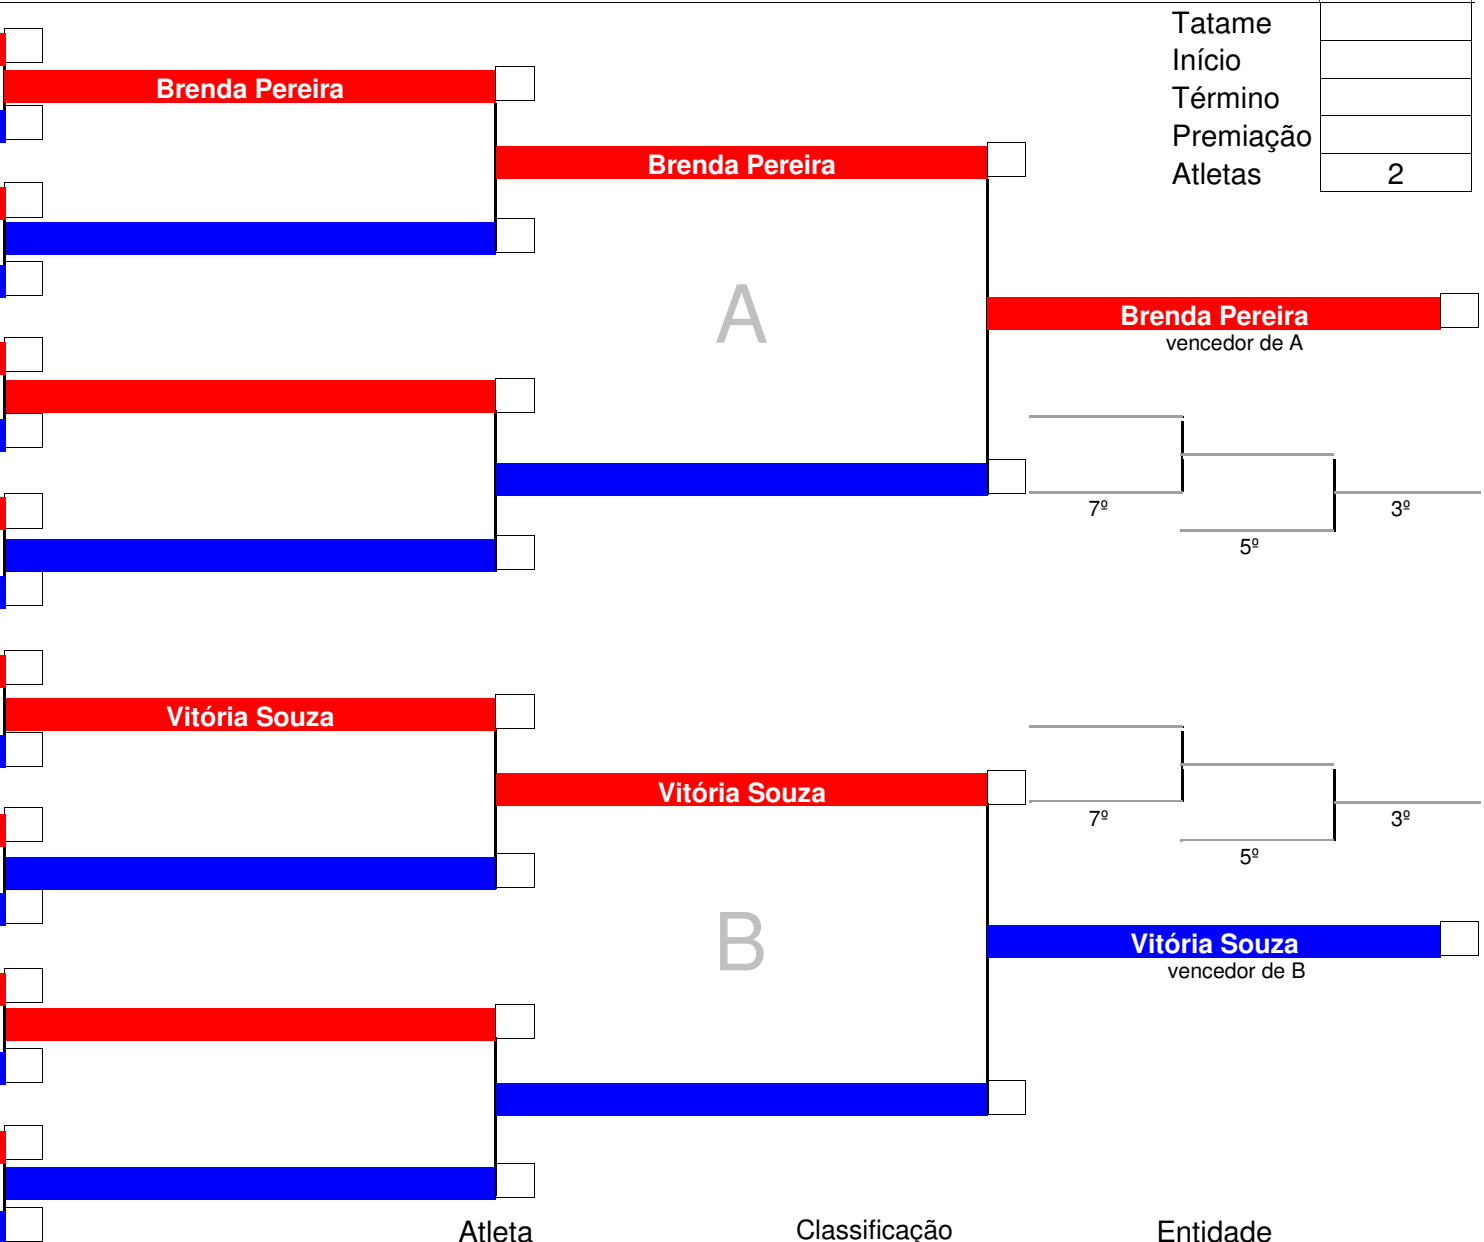 Tatame
Início
Término
Premiação
Atletas 2
Brenda Pereira
Brenda Pereira
A
Brenda Pereira
vencedor de A
7º
3º
5º
Vitória Souza
Vitória Souza
7º
3º
5º
B
Vitória Souza
vencedor de B
Atleta Classificação Entidade